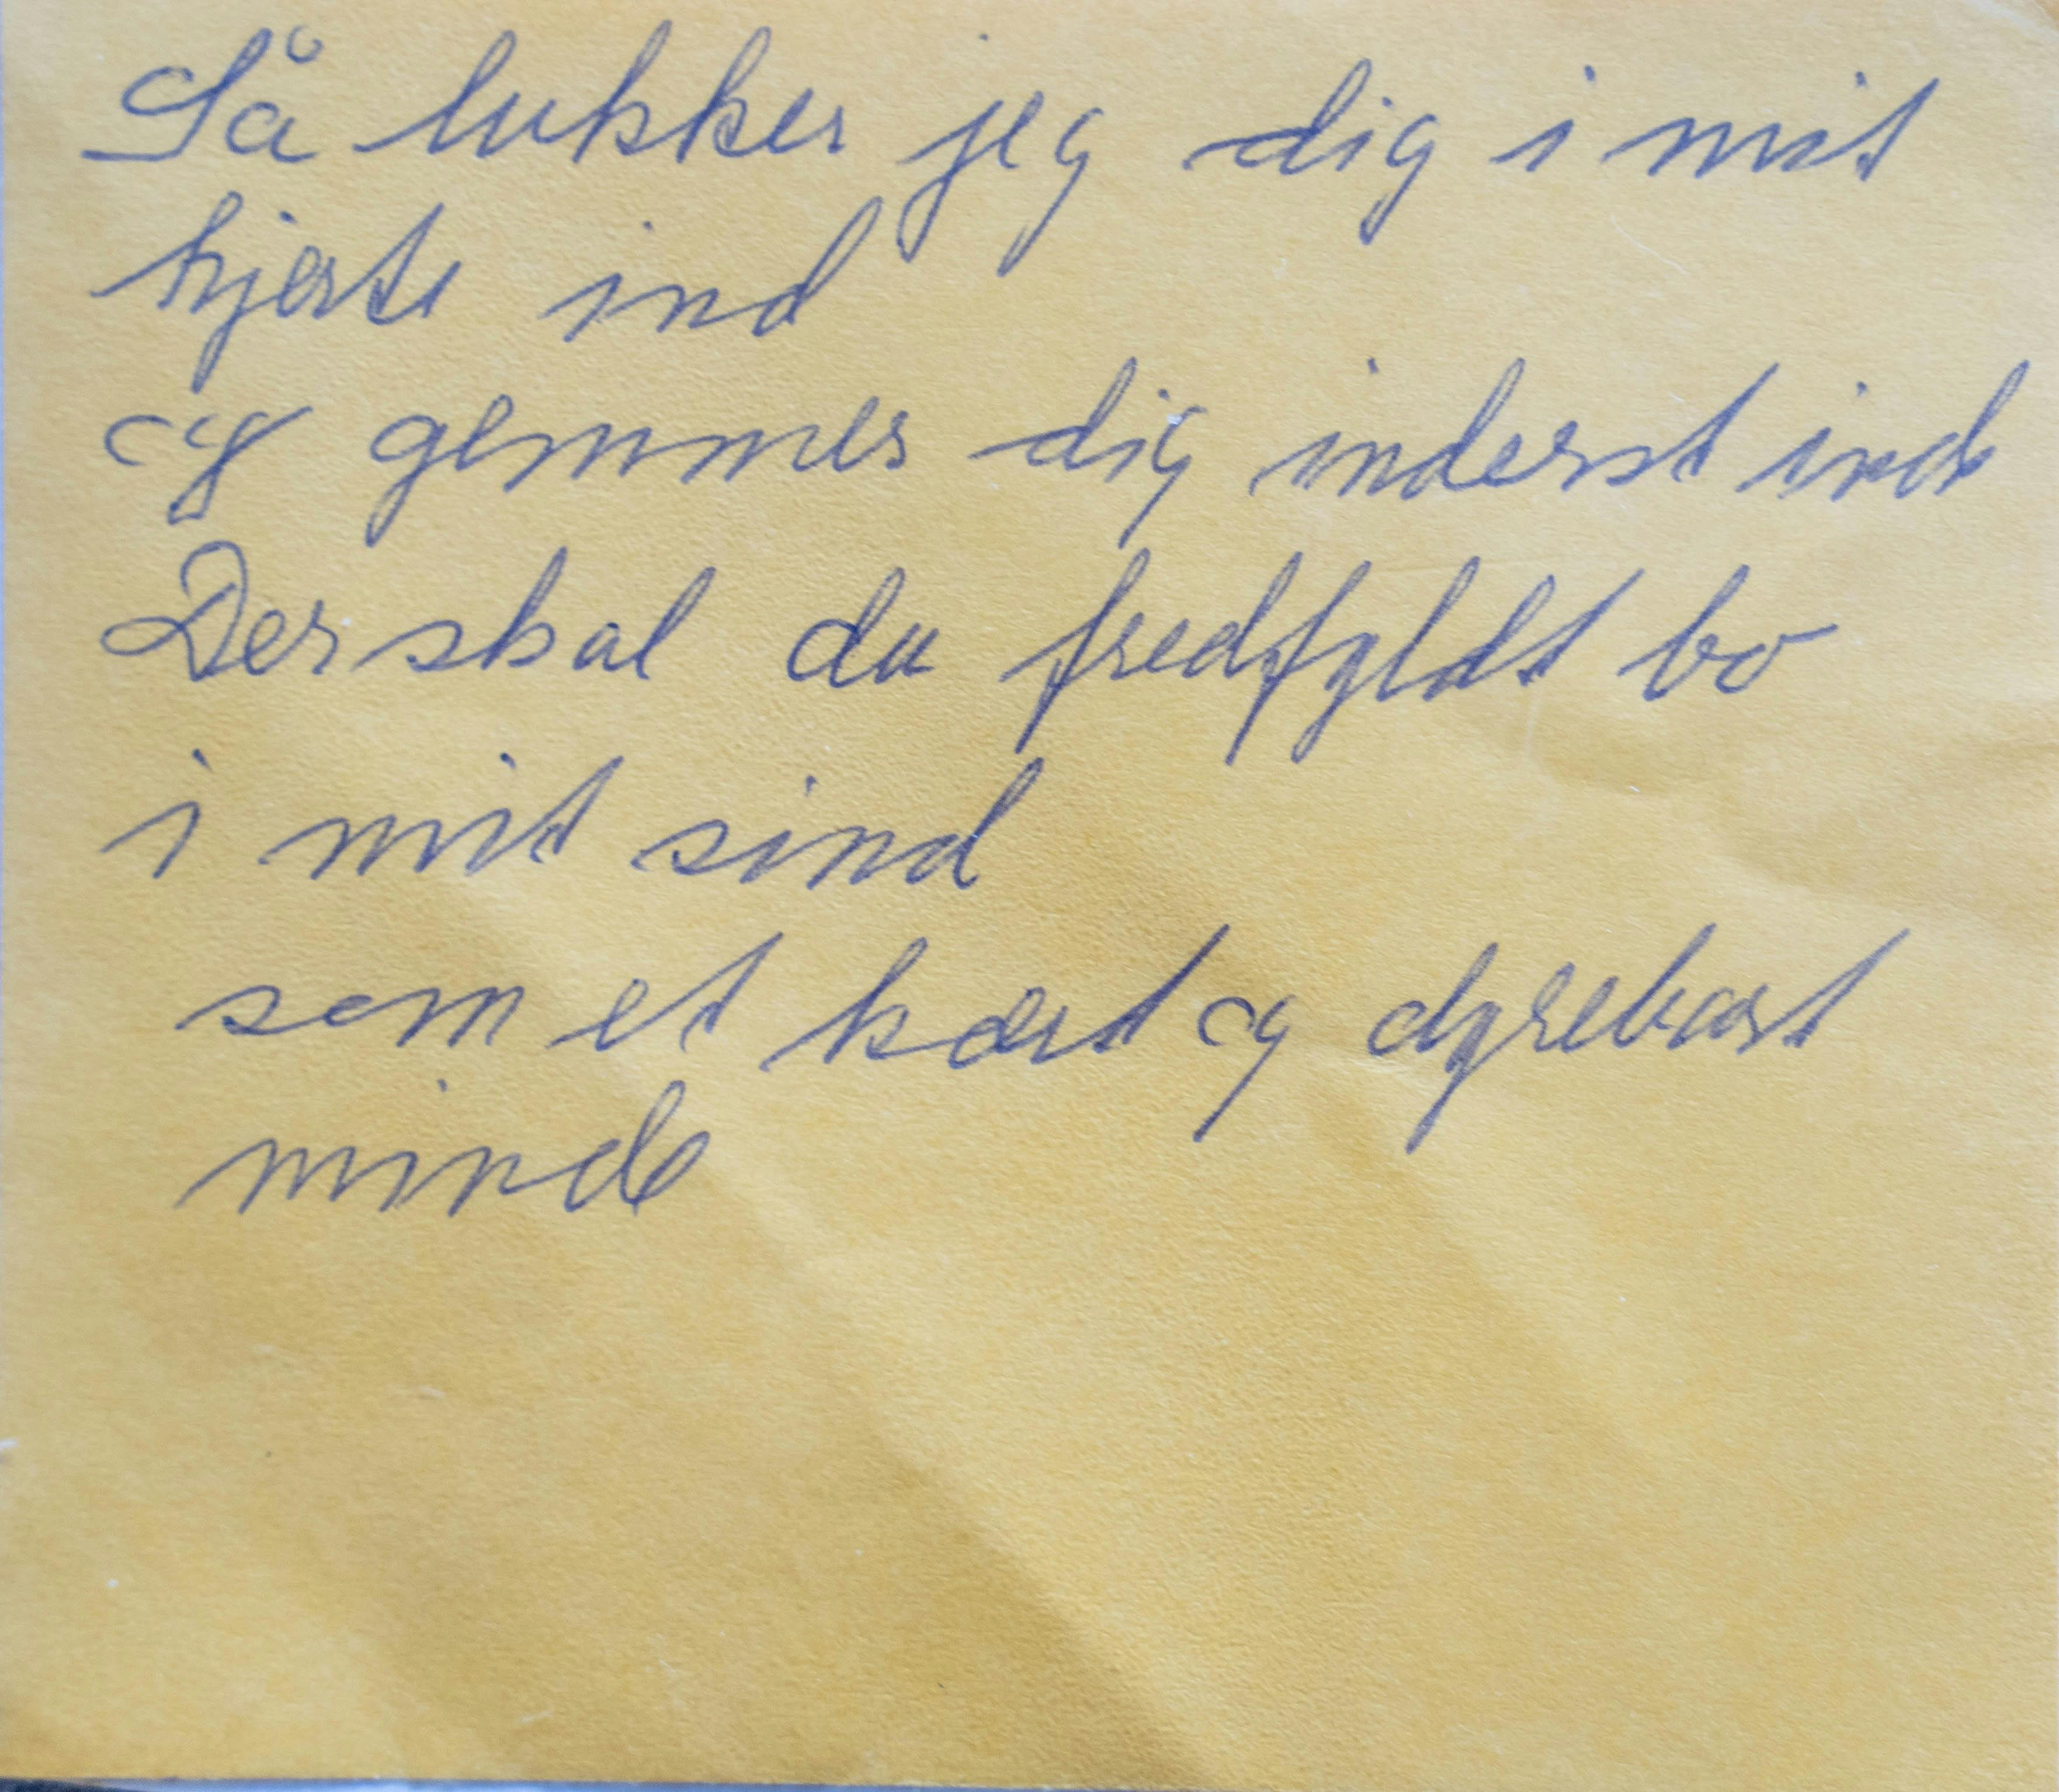 Så lukker jeg dig i mit
hjerte ind
og gemmer dig inderst ind
Der skal du fredfyldt bo
i mit sind
som et kært og dyrebart
minde